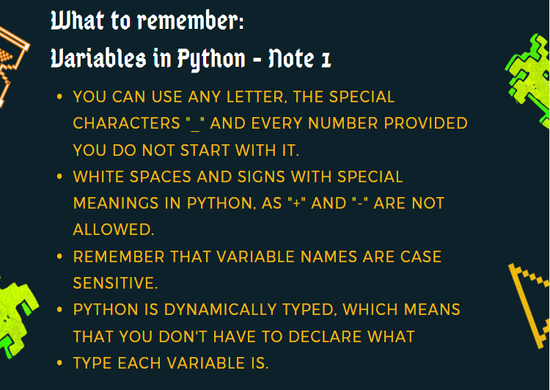 What to remember:
Variables in Python - Note 1
• YOU CAN USE ANY LETTER, THE SPECIAL
CHARACTERS "_" AND EVERY NUMBER PROVIDED
YOU DO NOT START WITH IT.
• WHITE SPACES AND SIGNS WITH SPECIAL
MEANINGS IN PYTHON, AS "+" AND "-" ARE NOT
ALLOWED.
• REMEMBER THAT VARIABLE NAMES ARE CASE
SENSITIVE.
• PYTHON IS DYNAMICALLY TYPED, WHICH MEANS
THAT YOU DON'T HAVE TO DECLARE WHAT
• TYPE EACH VARIABLE IS.